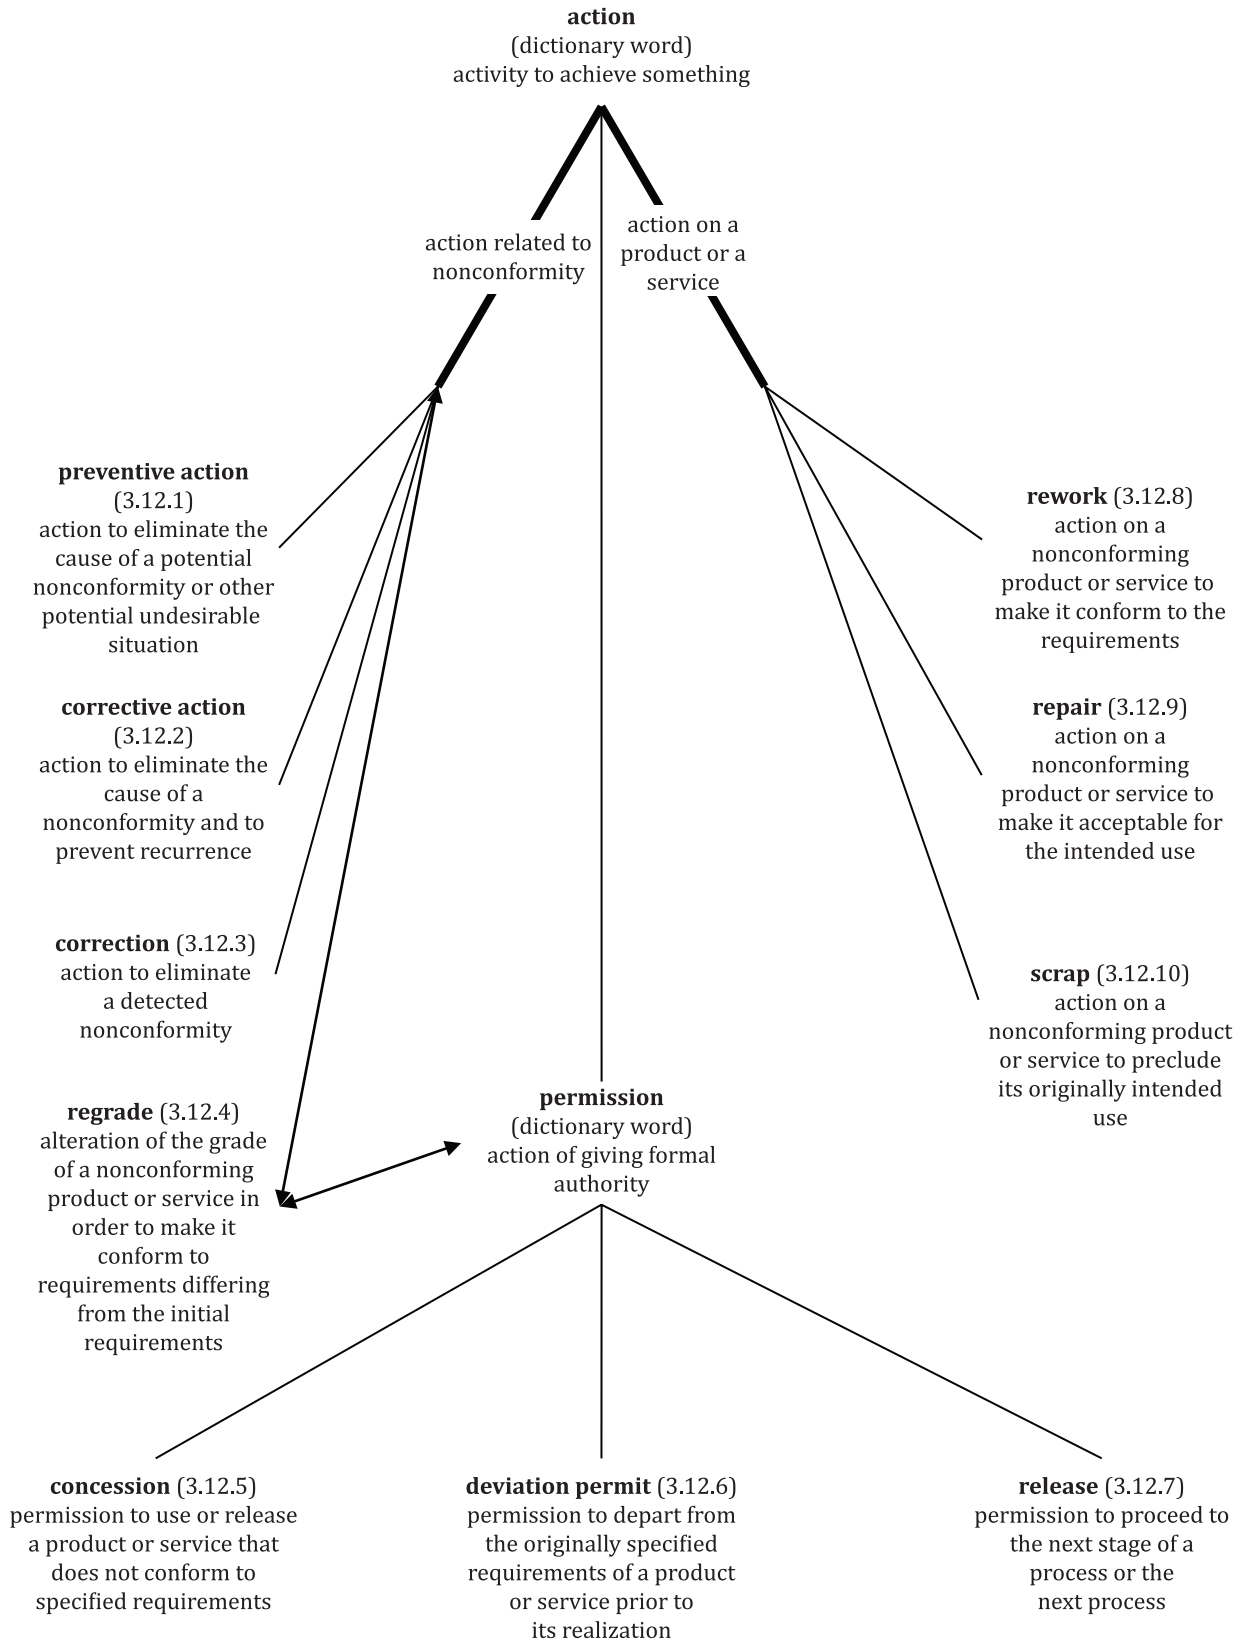 action
(dictionary word)
activity to achieve something
action related to
nonconformity
action on a
product or a
service
preventive action
(3.12.1)
action to eliminate the
cause of a potential
nonconformity or other
potential undesirable
situation
corrective action
(3.12.2)
action to eliminate the
cause of a
nonconformity and to
prevent recurrence
correction (3.12.3)
action to eliminate
a detected
nonconformity
regrade (3.12.4)
alteration of the grade
of a nonconforming
product or service in
order to make it
conform to
requirements differing
from the initial
requirements
rework (3.12.8)
action on a
nonconforming
product or service to
make it conform to the
requirements
repair (3.12.9)
action on a
nonconforming
product or service to
make it acceptable for
the intended use
scrap (3.12.10)
action on a
nonconforming product
or service to preclude
its originally intended
use
permission
(dictionary word)
action of giving formal
authority
concession (3.12.5)
permission to use or release
a product or service that
does not conform to
specified requirements
deviation permit (3.12.6)
permission to depart from
the originally specified
requirements of a product
or service prior to
its realization
release (3.12.7)
permission to proceed to
the next stage of a
process or the
next process